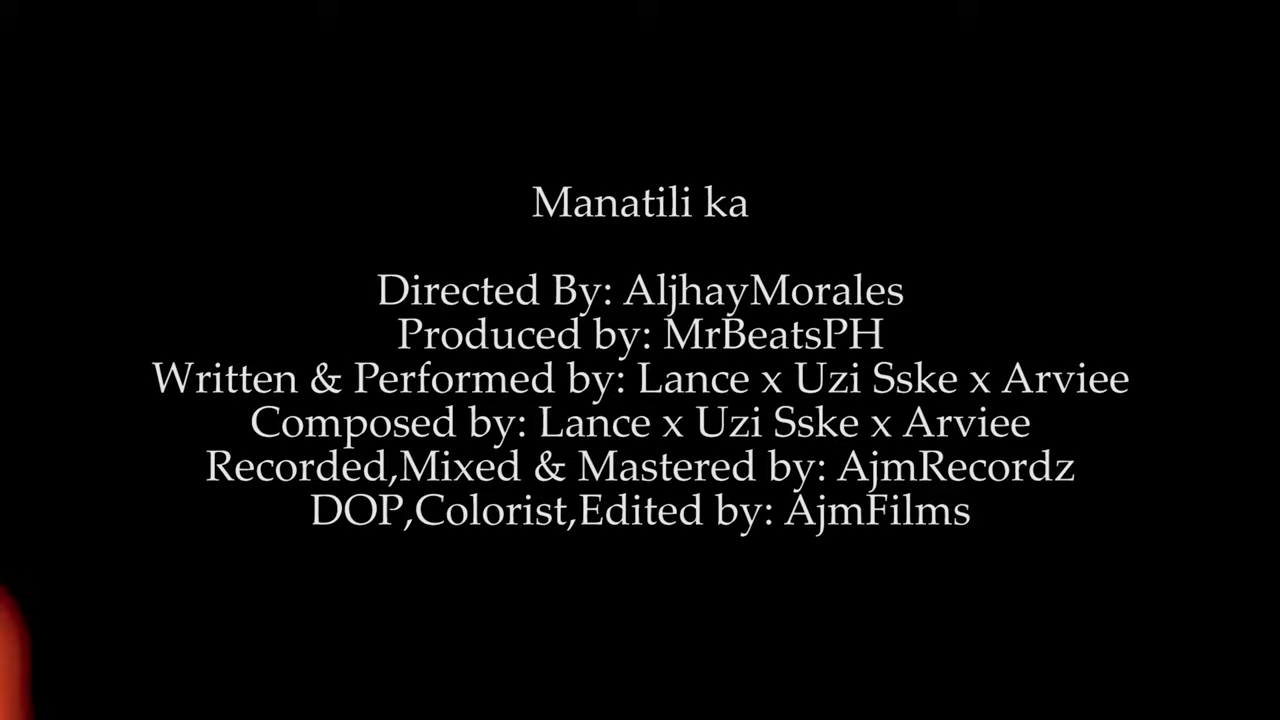 Manatili ka
Directed By: AljhayMorales
Produced by: MrBeatsPH
Written & Performed by: Lance x Uzi Sske x Arviee
Composed by: Lance x Uzi Sske x Arviee
Recorded,Mixed & Mastered by: AjmRecordz
DOP,Colorist,Edited by: AjmFilms